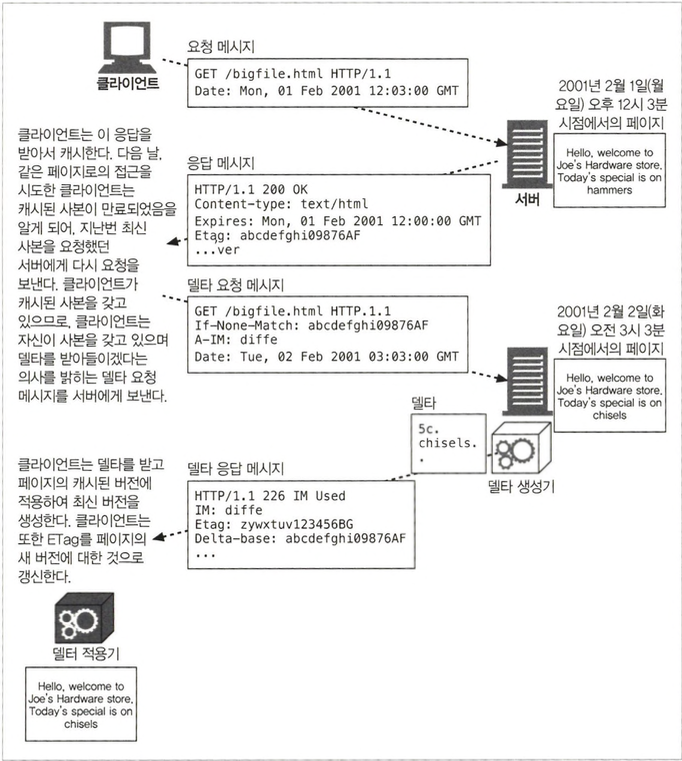 요청 메시지
클라이언트
GET /bigfile.html HTTP/1.1
Date: Mon, 01 Feb 2001 12:03:00 GMT
2001년 2월 1일(월
요일) 오후 12시 3분
시점에서의 페이지
Hello, welcome to
Joe's Hardware store,
Today's special is on
hammers
서버
클라이언트는 이 응답을
받아서 캐시한다. 다음 날,
같은 페이지로의 접근을
시도한 클라이언트는
캐시된 사본이 만료되었음을
알게 되어, 지난번 최신
사본을 요청했던
서버에게 다시 요청을
보낸다. 클라이언트가
캐시된 사본을 갖고
있으므로, 클라이언트는
자신이 사본을 갖고 있으며
델타를 받아들이겠다는
의사를 밝히는 델타 요청
메시지를 서버에게 보낸다.
응답 메시지
HTTP/1.1 200 OK
Content-type: text/html
Expires: Mon, 01 Feb 2001 12:00:00 GMT
Etag: abcdefghi09876AF
...ver
델타 요청 메시지
GET /bigfile.html HTTP.1.1
If-None-Match: abcdefghi09876AF
A-IM: diffe
Date: Tue, 02 Feb 2001 03:03:00 GMT
2001년 2월 2일(화
요일) 오전 3시 3분
시점에서의 페이지
Hello, welcome to
Joe's Hardware store,
Today's special is on
chisels
델타
5c.
chisels.
.
델타 생성기
클라이언트는 델타를 받고
페이지의 캐시된 버전에
적용하여 최신 버전을
생성한다. 클라이언트는
또한 ETag를 페이지의
새 버전에 대한 것으로
갱신한다.
델타 응답 메시지
HTTP/1.1 226 IM Used
IM: diffe
Etag: zywxtuv123456BG
Delta-base: abcdefghi09876AF
...
델터 적용기
Hello, welcome to
Joe's Hardware store,
Today's special is on
chisels